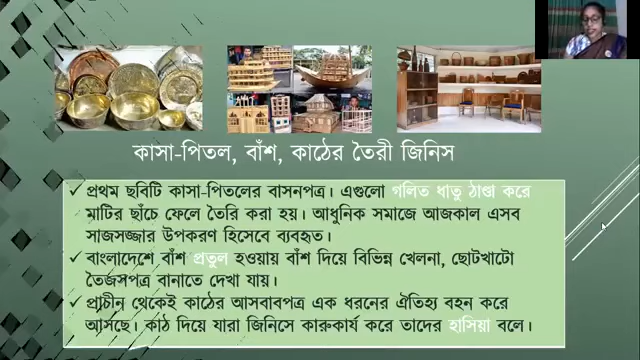 কাসা-পিতল, বাঁশ, কাঠের তৈরী জিনিস
✓ প্রথম ছবিটি কাসা-পিতলের বাসনপত্র। এগুলো গলিত ধাতু ঠাণ্ডা করে
মাটির ছাঁচে ফেলে তৈরি করা হয়। আধুনিক সমাজে আজকাল এসব
সাজসজ্জার উপকরণ হিসেবে ব্যবহৃত।
✓ বাংলাদেশে বাঁশ প্রতুল হওয়ায় বাঁশ দিয়ে বিভিন্ন খেলনা, ছোটখাটো
তৈজসপত্র বানাতে দেখা যায়।
✓ প্রাচীন থেকেই কাঠের আসবাবপত্র এক ধরনের ঐতিহ্য বহন করে
আসছে। কাঠ দিয়ে যারা জিনিসে কারুকার্য করে তাদের হাসিয়া বলে।